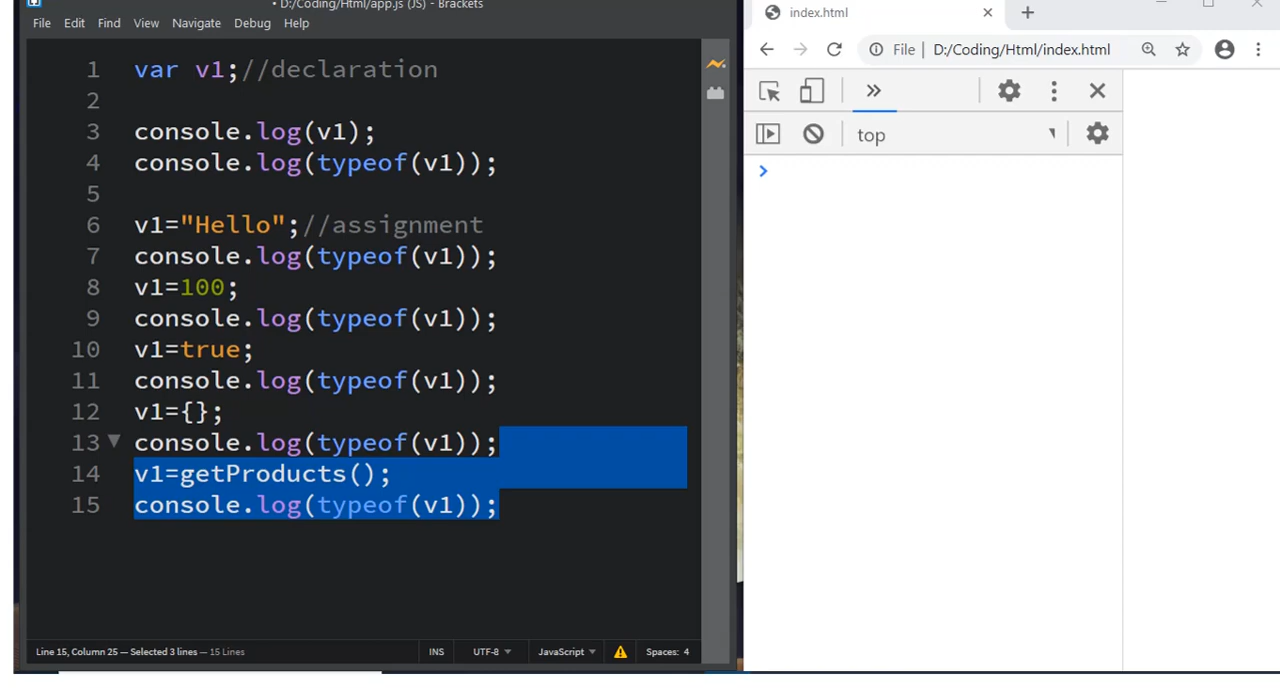 • D:/Coding/Html/app.js (JS) - Brackets
File Edit Find View Navigate Debug Help
1 var v1;//declaration
2
3 console.log(v1);
4 console.log(typeof(v1));
5
6 v1="Hello";//assignment
7 console.log(typeof(v1));
8 v1=100;
9 console.log(typeof(v1));
10 v1=true;
11 console.log(typeof(v1));
12 v1={};
13 console.log(typeof(v1));
14 v1=getProducts();
15 console.log(typeof(v1));
Line 15, Column 25 — Selected 3 lines — 15 Lines INS UTF-8 JavaScript Spaces: 4
index.html
File | D:/Coding/Html/index.html
top